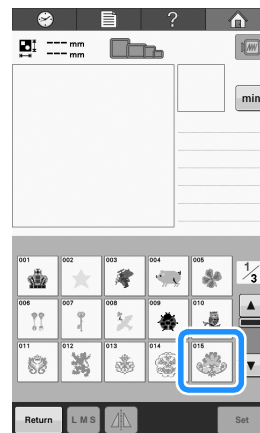 ?
--- mm
--- mm
min
001 002 003 004 005
1/3
006 007 008 009 010
011 012 013 014 015
Return L M S Set